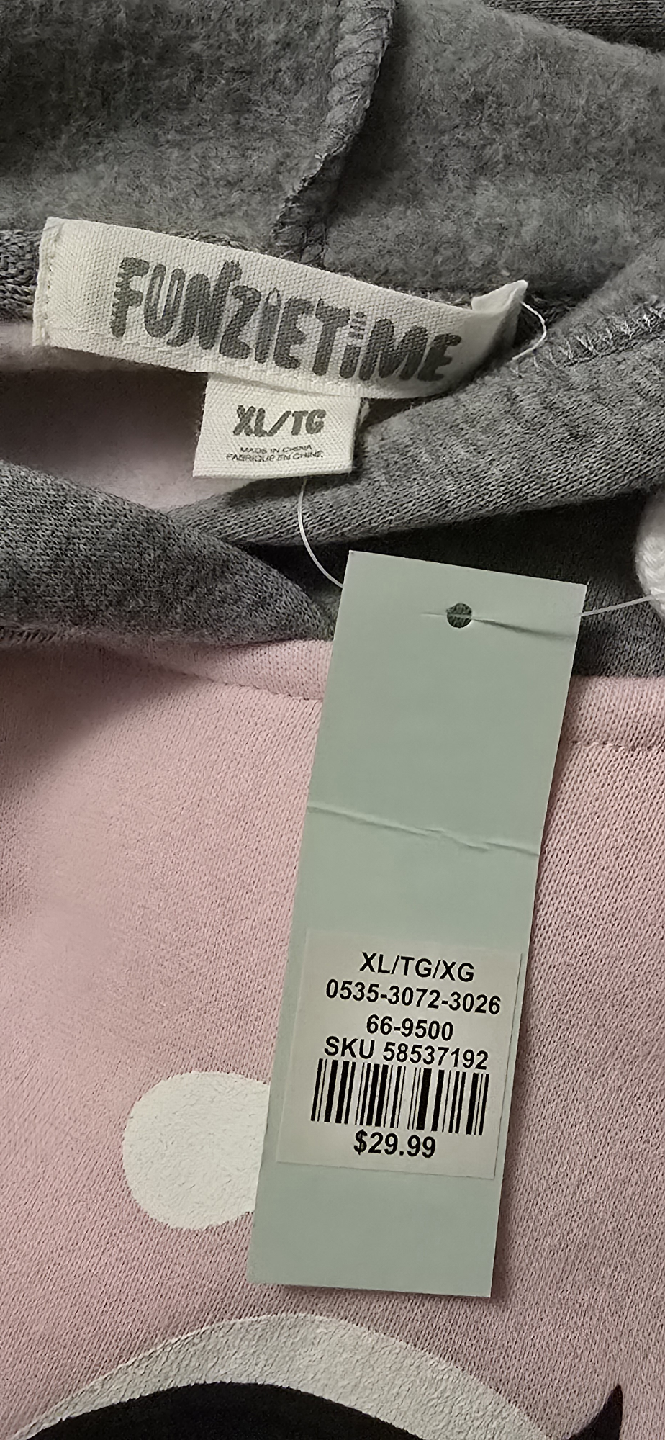 FUNZIETIME
XL/TG
MADE IN CHINA
FABRIQUE EN CHINE
XL/TG/XG
0535-3072-3026
66-9500
SKU 58537192
$29.99